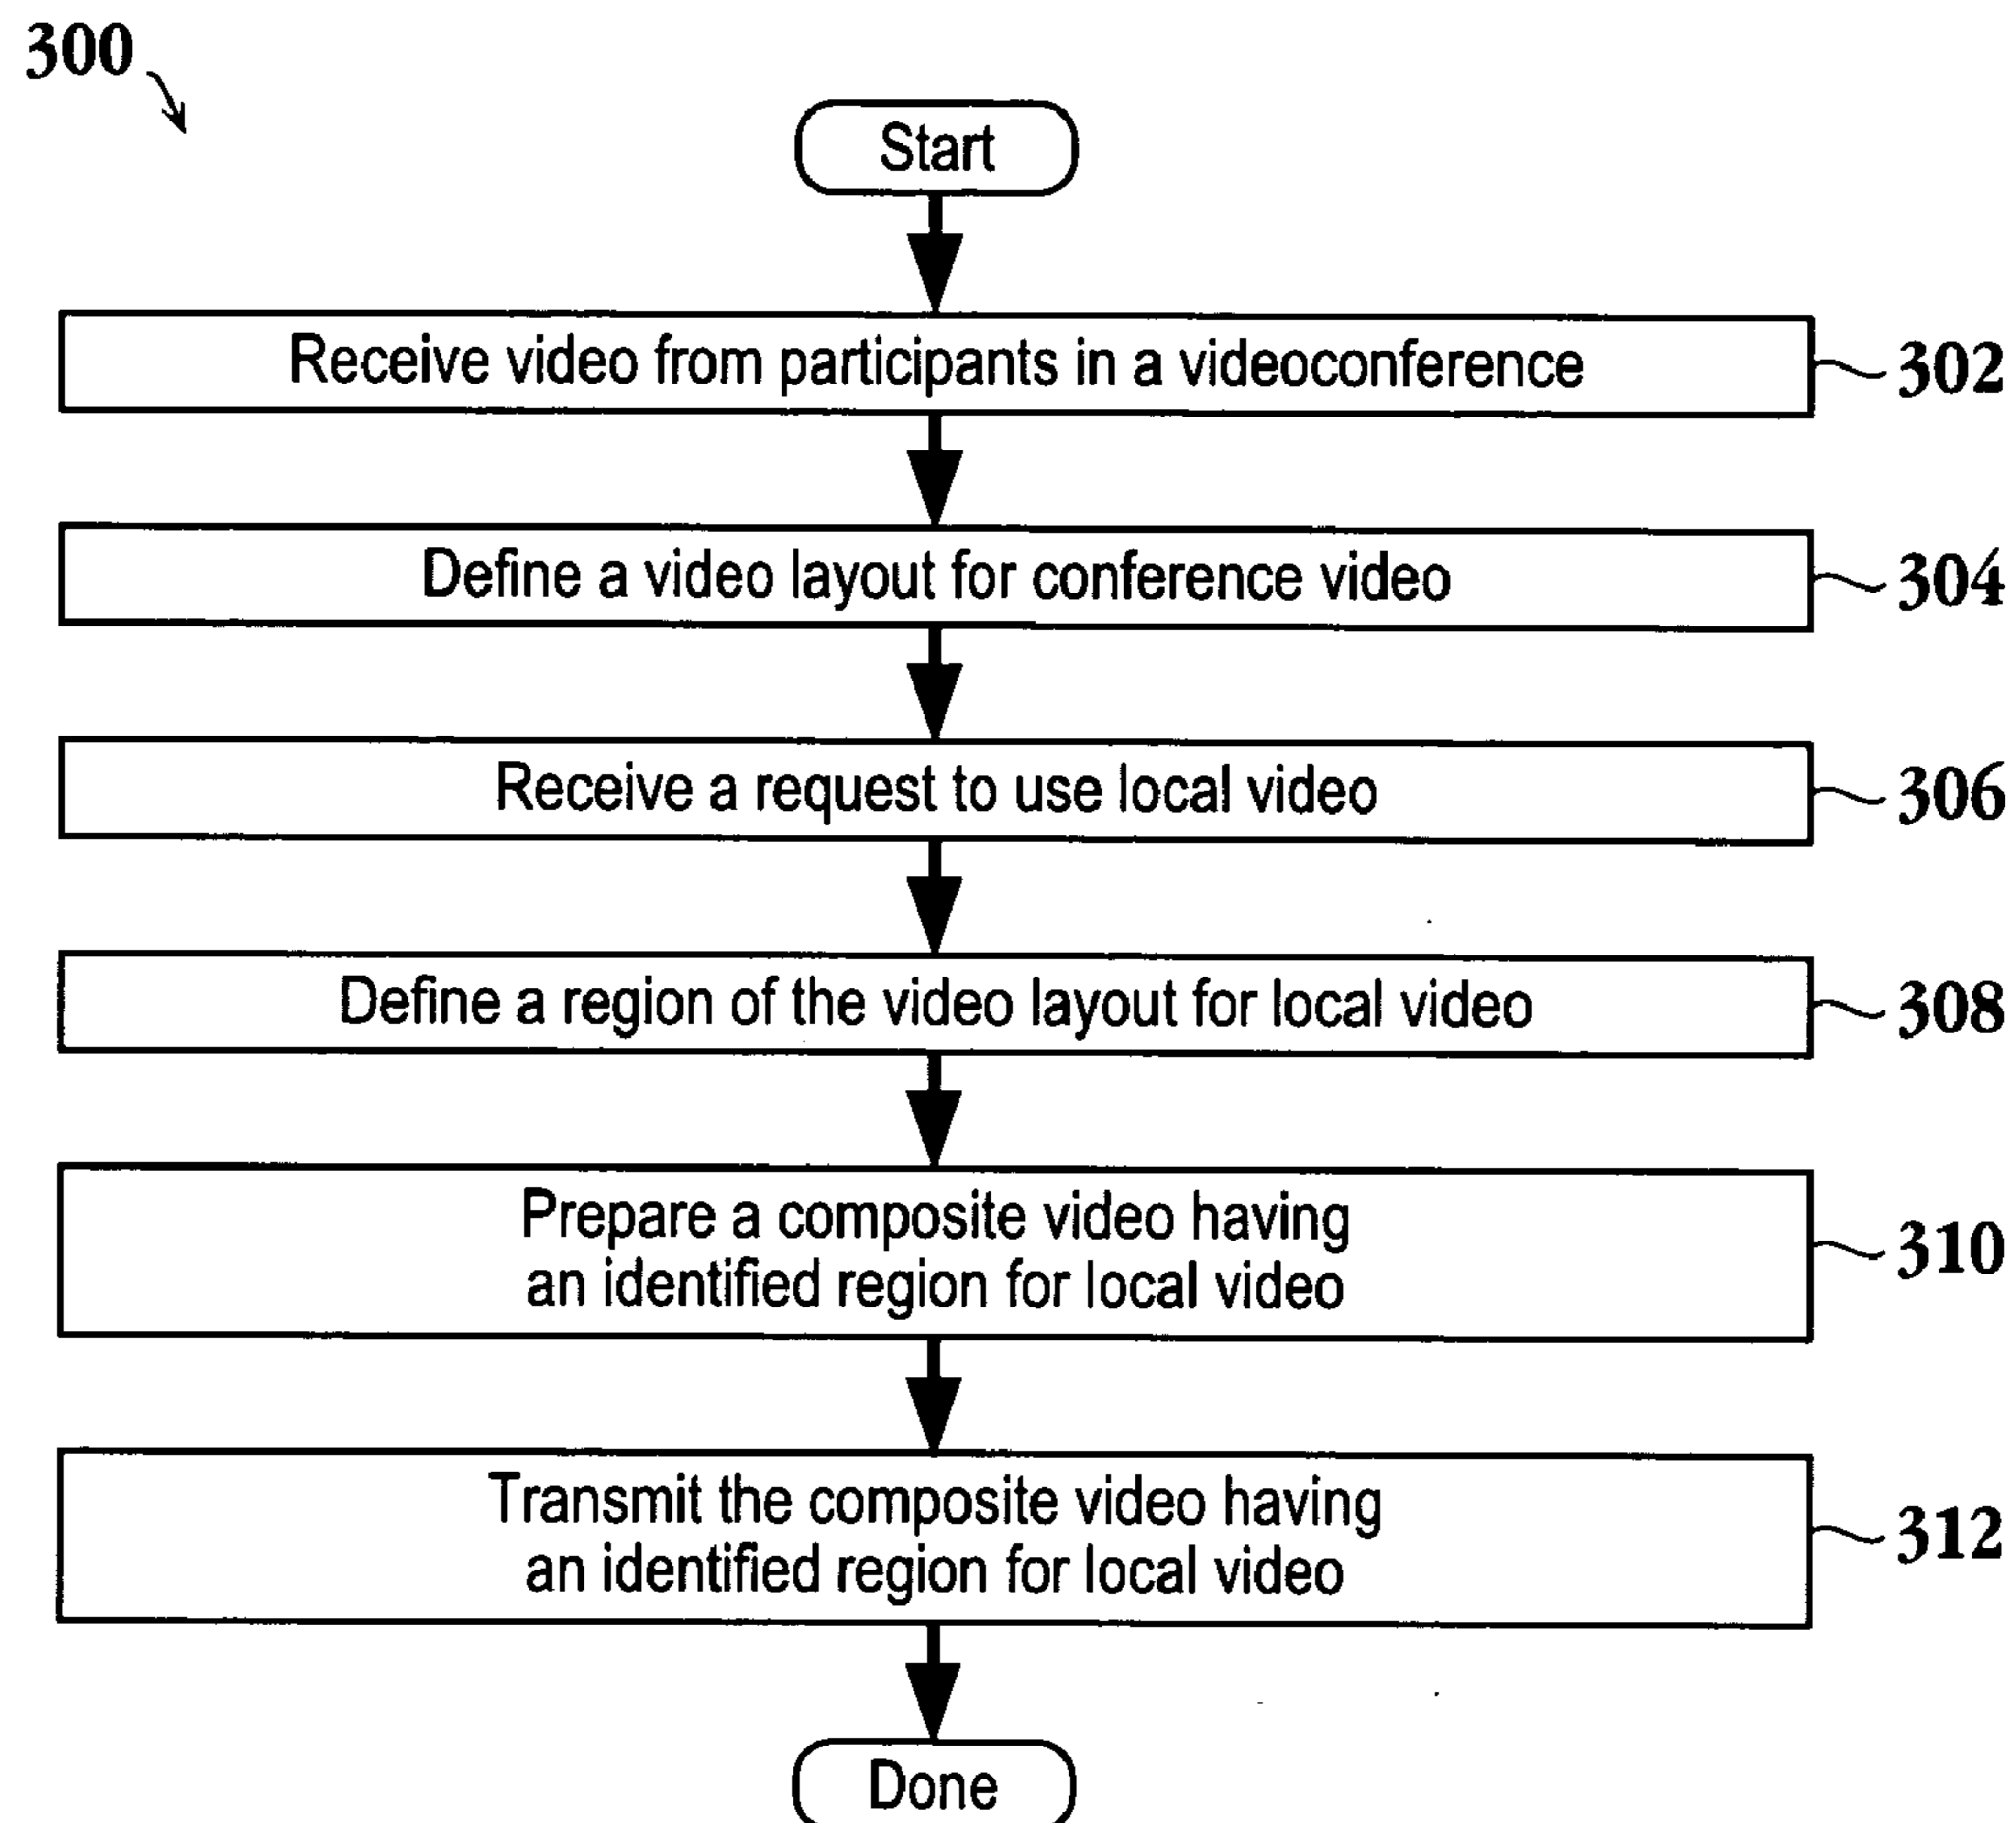 300
Start
Receive video from participants in a videoconference
302
Define a video layout for conference video
304
Receive a request to use local video
306
Define a region of the video layout for local video
308
Prepare a composite video having
an identified region for local video
310
Transmit the composite video having
an identified region for local video
312
Done